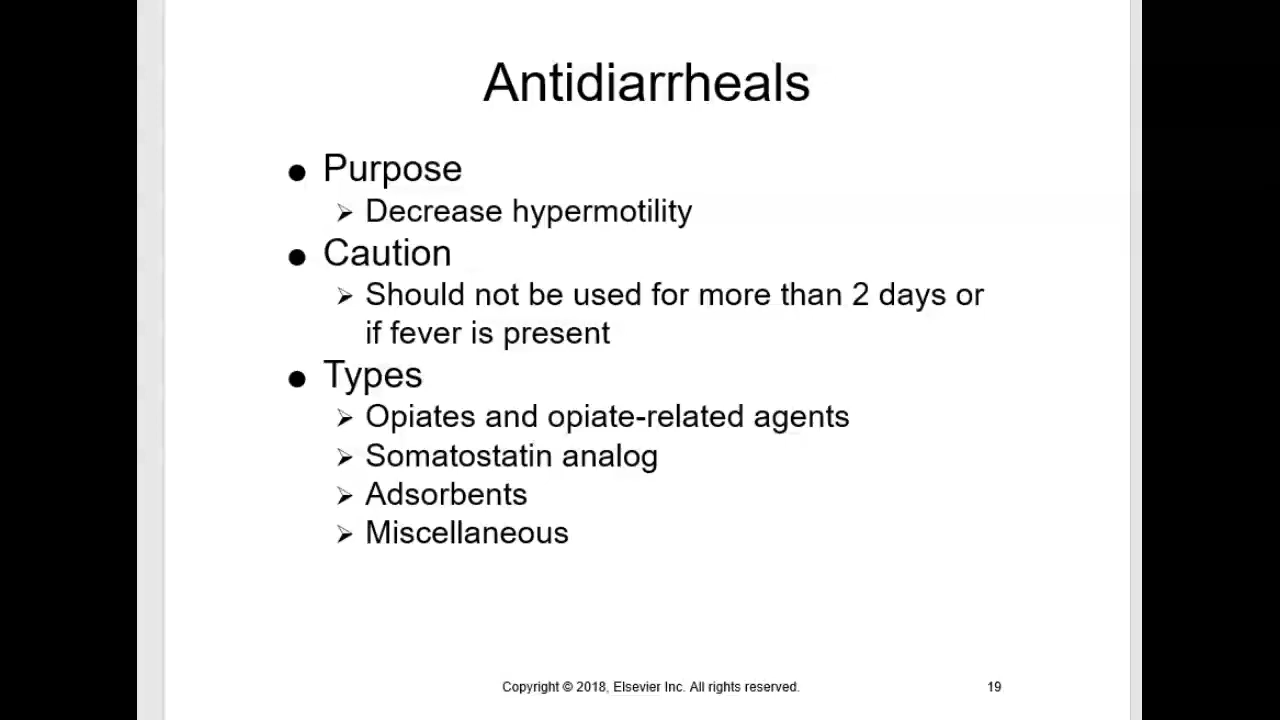 Antidiarrheals
● Purpose
➢ Decrease hypermotility
● Caution
➢ Should not be used for more than 2 days or
if fever is present
● Types
➢ Opiates and opiate-related agents
➢ Somatostatin analog
➢ Adsorbents
➢ Miscellaneous
Copyright © 2018, Elsevier Inc. All rights reserved.
19